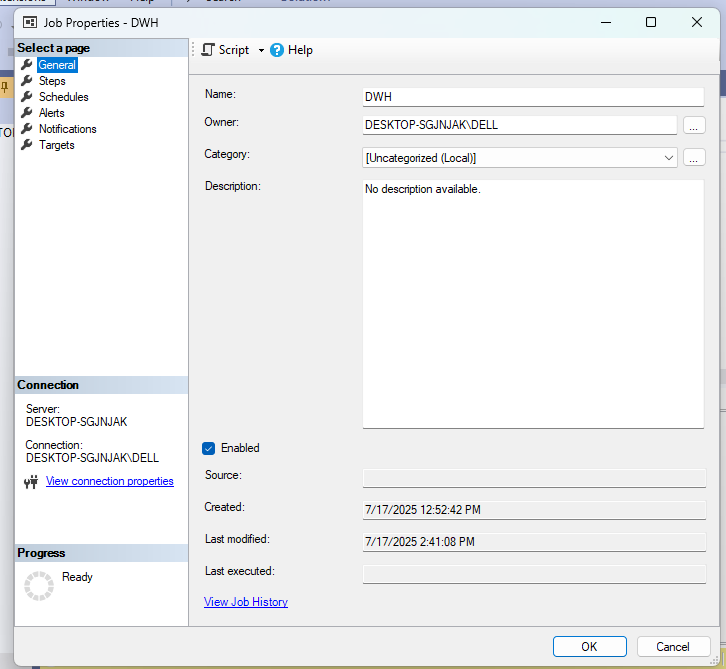 Job Properties - DWH
Select a page
General
Steps
Schedules
Alerts
Notifications
Targets
Script
Help
Name:
DWH
Owner:
DESKTOP-SGJNJAK\DELL
...
Category:
[Uncategorized (Local)]
...
Description:
No description available.
Connection
Server:
DESKTOP-SGJNJAK
Connection:
DESKTOP-SGJNJAK\DELL
View connection properties
Progress
Ready
Enabled
Source:
Created:
7/17/2025 12:52:42 PM
Last modified:
7/17/2025 2:41:08 PM
Last executed:
View Job History
OK
Cancel